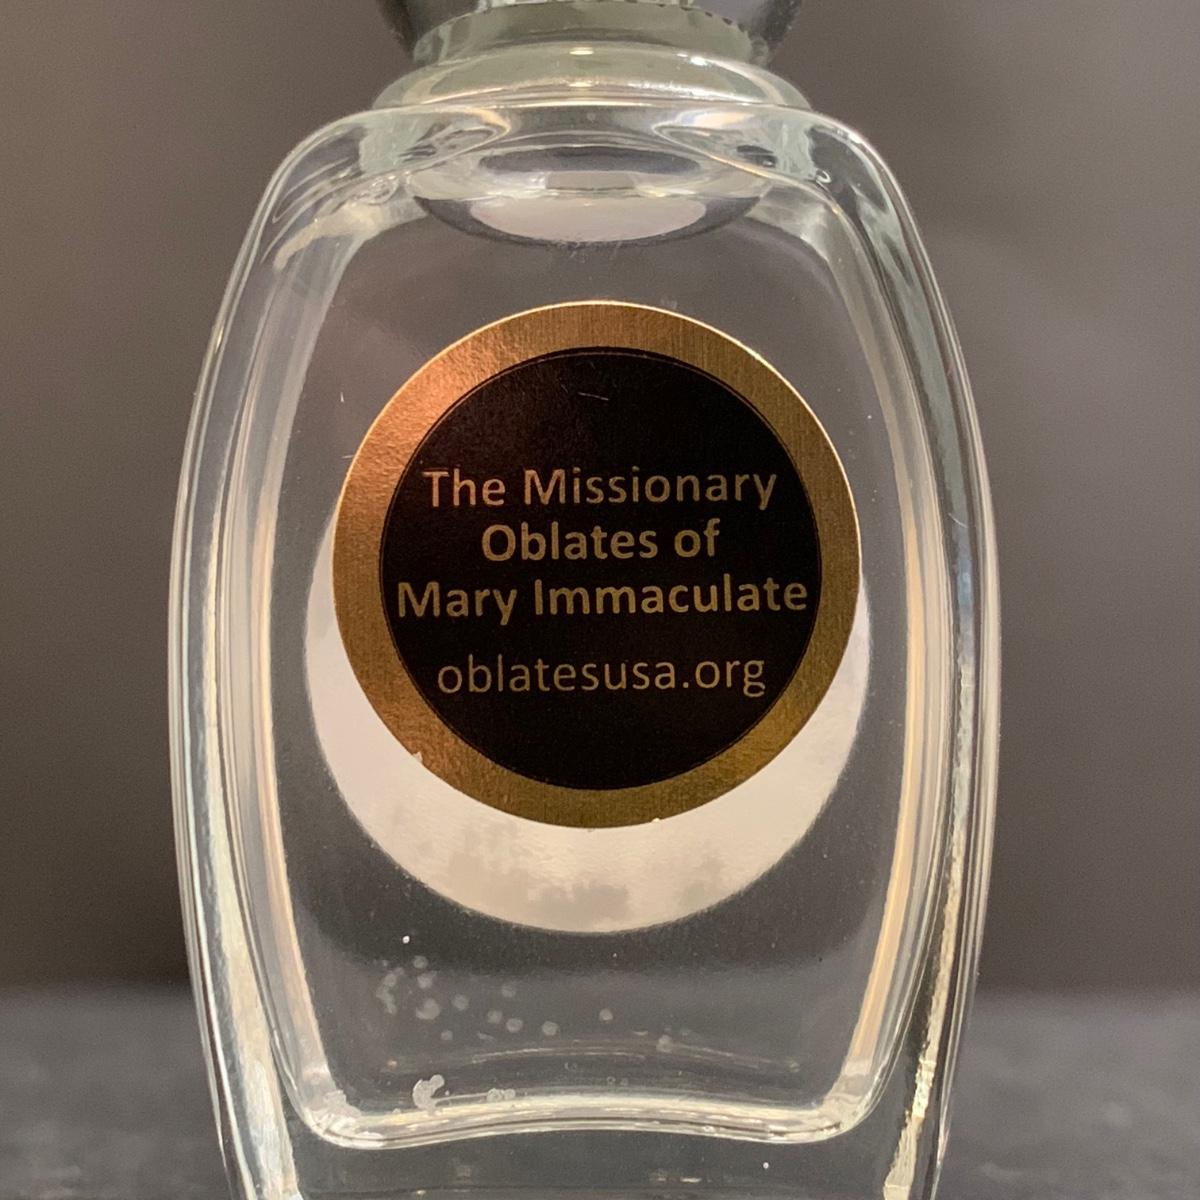 The Missionary
Oblates of
Mary Immaculate
oblatesusa.org